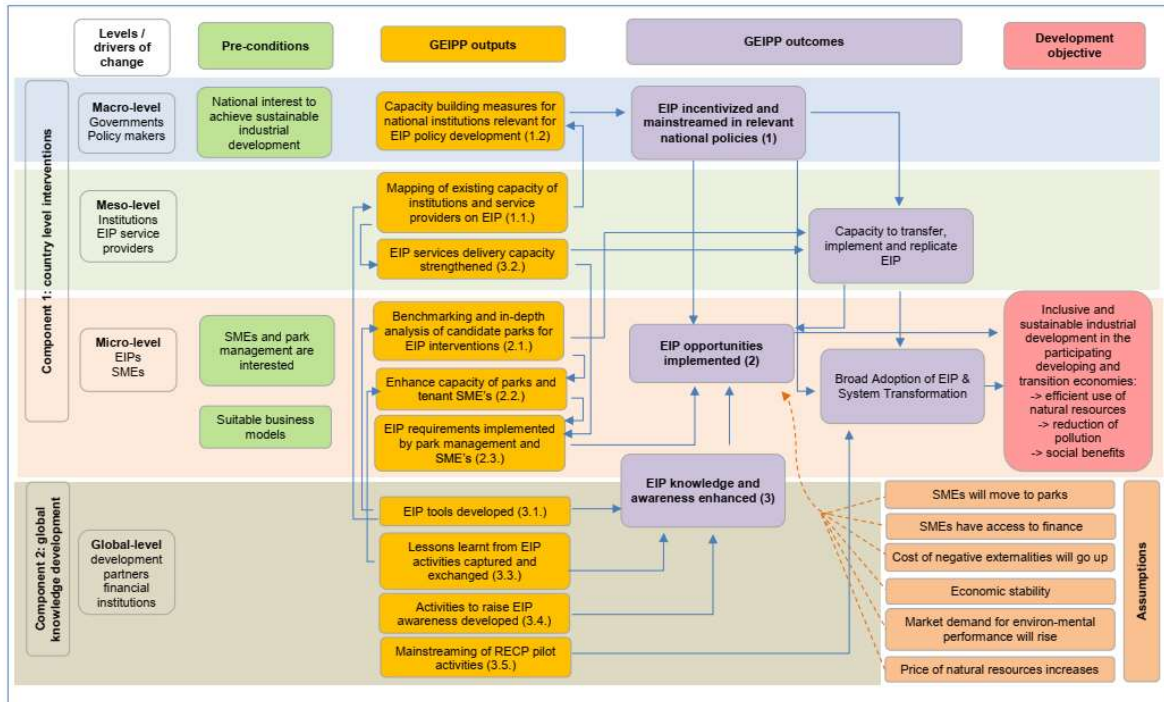 Levels /
drivers of
change
Pre-conditions
GEIPP outputs
GEIPP outcomes
Development
objective
Component 1: country level interventions
Macro-level
Governments
Policy makers
National interest to
achieve sustainable
industrial
development
Capacity building measures for
national institutions relevant for
EIP policy development (1.2)
EIP incentivized and
mainstreamed in relevant
national policies (1)
Meso-level
Institutions
EIP service
providers
Mapping of existing capacity of
institutions and service
providers on EIP (1.1.)
EIP services delivery capacity
strengthened (3.2.)
Capacity to transfer,
implement and replicate
EIP
Micro-level
EIPs
SMEs
SMEs and park
management are
interested
Suitable business
models
Benchmarking and in-depth
analysis of candidate parks for
EIP interventions (2.1.)
Enhance capacity of parks and
tenant SME's (2.2.)
EIP requirements implemented
by park management and
SME's (2.3.)
EIP opportunities
implemented (2)
Broad Adoption of EIP &
System Transformation
Inclusive and
sustainable industrial
development in the
participating
developing and
transition economies:
-> efficient use of
natural resources
-> reduction of
pollution
-> social benefits
Component 2: global
knowledge development
Global-level
development
partners
financial
institutions
EIP tools developed (3.1.)
Lessons learnt from EIP
activities captured and
exchanged (3.3.)
Activities to raise EIP
awareness developed (3.4.)
Mainstreaming of RECP pilot
activities (3.5.)
EIP knowledge and
awareness enhanced (3)
SMEs will move to parks
SMEs have access to finance
Cost of negative externalities will go up
Economic stability
Market demand for environ-mental
performance will rise
Price of natural resources increases
Assumptions